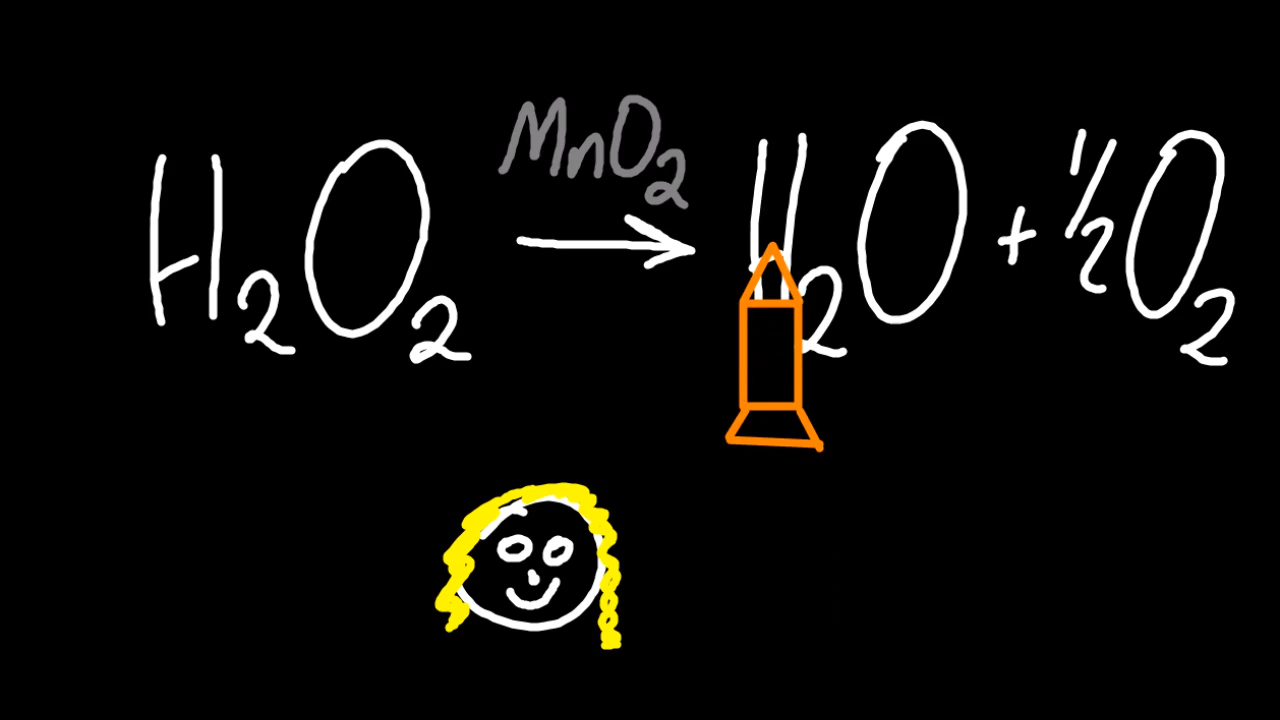 H₂O₂ MnO₂ → H₂O + ½O₂